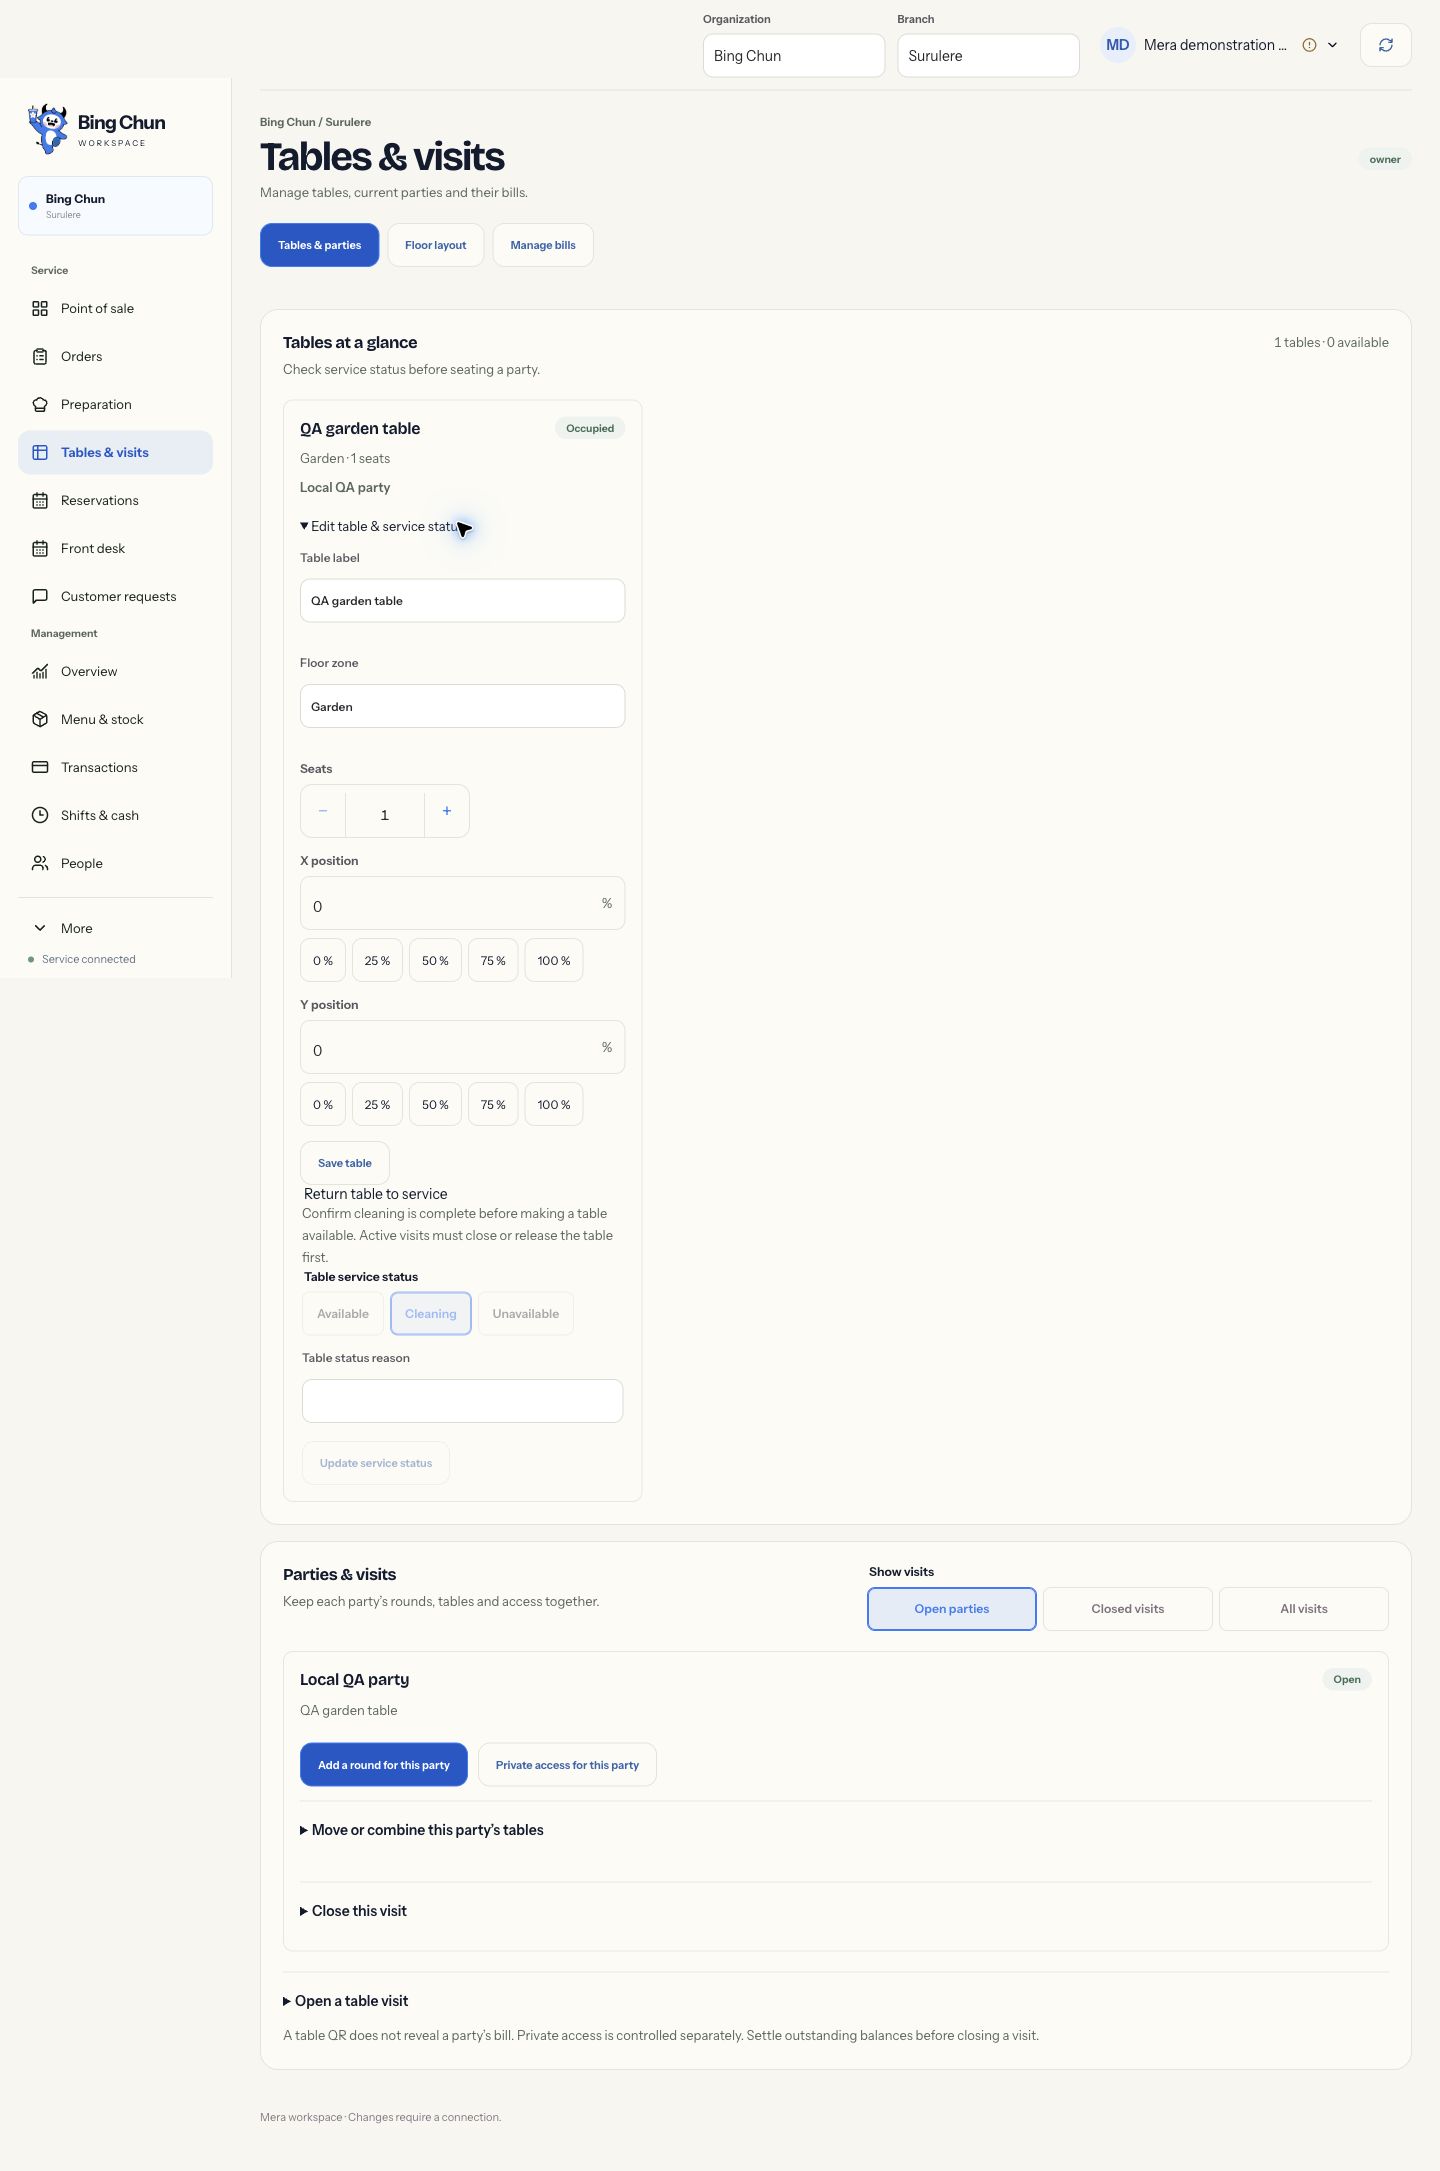 Organization
Branch
Bing Chun
Surulere
MD
Mera demonstration ...
Bing Chun
WORKSPACE
Bing Chun
Surulere
Service
Point of sale
Orders
Preparation
Tables & visits
Reservations
Front desk
Customer requests
Management
Overview
Menu & stock
Transactions
Shifts & cash
People
More
Service connected
Bing Chun / Surulere
Tables & visits
owner
Manage tables, current parties and their bills.
Tables & parties
Floor layout
Manage bills
Tables at a glance
1 tables · 0 available
Check service status before seating a party.
QA garden table
Occupied
Garden · 1 seats
Local QA party
Edit table & service statu
Table label
QA garden table
Floor zone
Garden
Seats
− 1 +
X position
0 %
0 % 25 % 50 % 75 % 100 %
Y position
0 %
0 % 25 % 50 % 75 % 100 %
Save table
Return table to service
Confirm cleaning is complete before making a table
available. Active visits must close or release the table
first.
Table service status
Available
Cleaning
Unavailable
Table status reason
Update service status
Parties & visits
Keep each party's rounds, tables and access together.
Show visits
Open parties
Closed visits
All visits
Local QA party
Open
QA garden table
Add a round for this party
Private access for this party
Move or combine this party's tables
Close this visit
Open a table visit
A table QR does not reveal a party's bill. Private access is controlled separately. Settle outstanding balances before closing a visit.
Mera workspace · Changes require a connection.